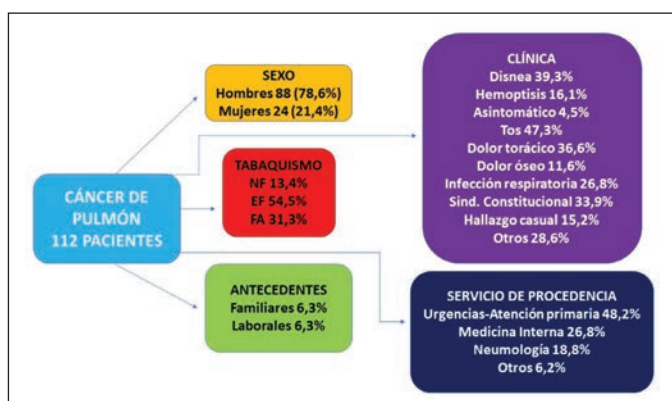 CÁNCER DE
PULMÓN
112 PACIENTES
SEXO
Hombres 88 (78,6%)
Mujeres 24 (21,4%)
TABAQUISMO
NF 13,4%
EF 54,5%
FA 31,3%
ANTECEDENTES
Familiares 6,3%
Laborales 6,3%
CLÍNICA
Disnea 39,3%
Hemoptisis 16,1%
Asintomático 4,5%
Tos 47,3%
Dolor torácico 36,6%
Dolor óseo 11,6%
Infección respiratoria 26,8%
Sind. Constitucional 33,9%
Hallazgo casual 15,2%
Otros 28,6%
SERVICIO DE PROCEDENCIA
Urgencias-Atención primaria 48,2%
Medicina Interna 26,8%
Neumología 18,8%
Otros 6,2%